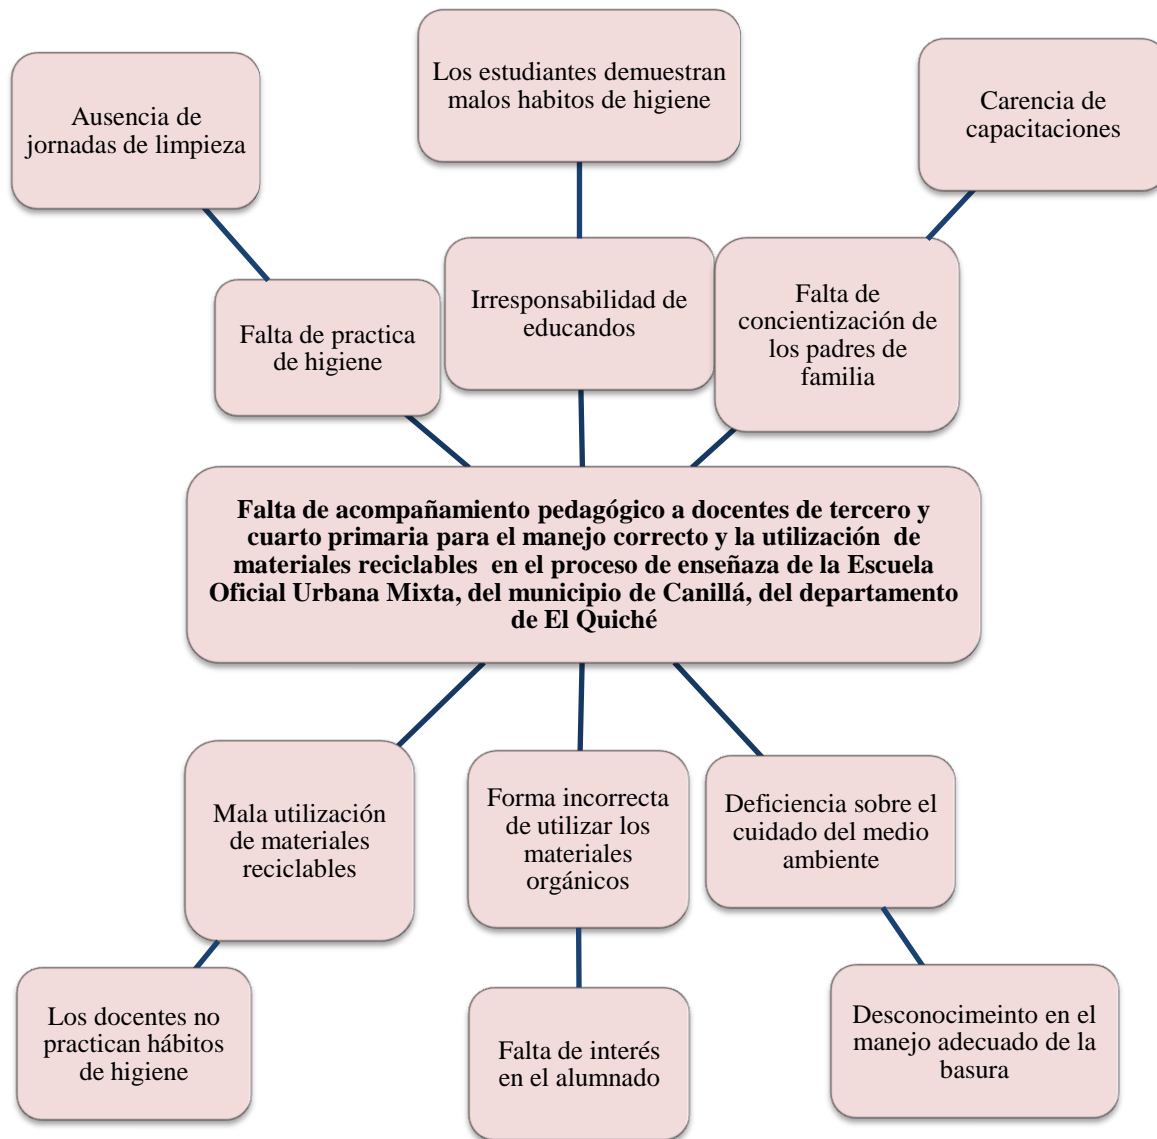 Los estudiantes demuestran
malos habitos de higiene
Ausencia de
jornadas de limpieza
Carencia de
capacitaciones
Falta de practica
de higiene
Irresponsabilidad de
educandos
Falta de
concientización de
los padres de
familia
Falta de acompañamiento pedagógico a docentes de tercero y
cuarto primaria para el manejo correcto y la utilización de
materiales reciclables en el proceso de enseñaza de la Escuela
Oficial Urbana Mixta, del municipio de Canillá, del departamento
de El Quiché
Mala utilización
de materiales
reciclables
Forma incorrecta
de utilizar los
materiales
orgánicos
Deficiencia sobre el
cuidado del medio
ambiente
Los docentes no
practican hábitos
de higiene
Falta de interés
en el alumnado
Desconocimeinto en el
manejo adecuado de la
basura